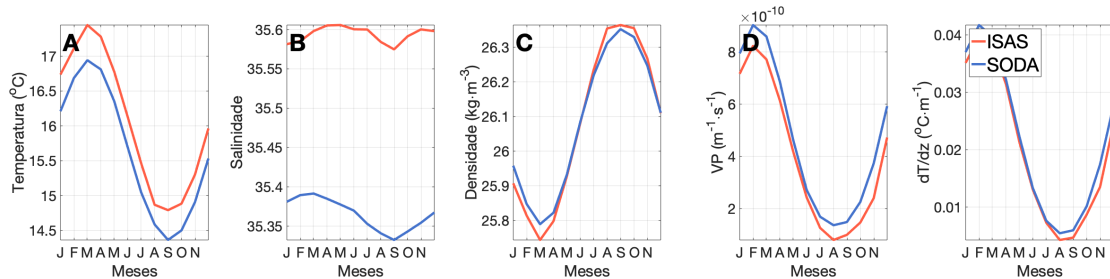 A
Temperatura (°C)
17
16.5
16
15.5
15
14.5
J F M A M J J A S O N
Meses
B
Salinidade
35.6
35.55
35.5
35.45
35.4
35.35
J F M A M J J A S O N
Meses
C
Densidade (kg·m⁻³)
26.3
26.2
26.1
26
25.9
25.8
J F M A M J J A S O N
Meses
×10⁻¹⁰
D
VP (m⁻¹·s⁻¹)
8
6
4
2
J F M A M J J A S O N
Meses
ISAS
SODA
dT/dz (°C·m⁻¹)
0.04
0.03
0.02
0.01
J F M A M J J A S O N
Meses